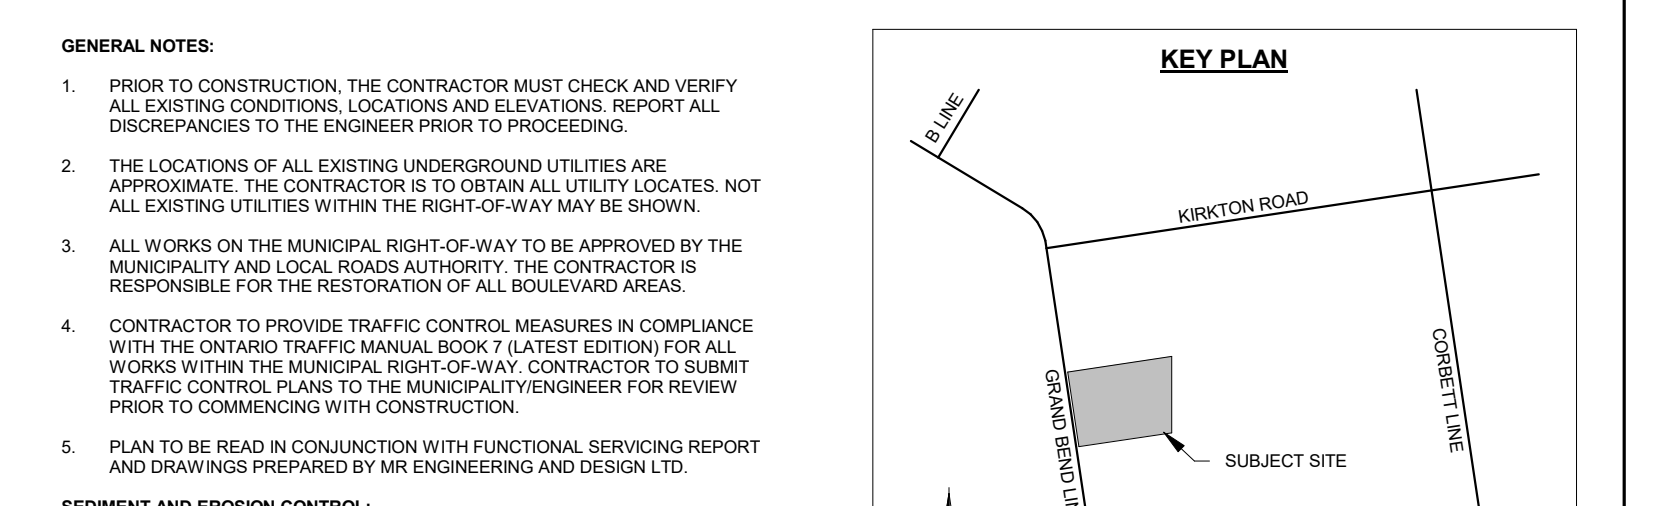 GENERAL NOTES:
1. PRIOR TO CONSTRUCTION, THE CONTRACTOR MUST CHECK AND VERIFY
ALL EXISTING CONDITIONS, LOCATIONS AND ELEVATIONS. REPORT ALL
DISCREPANCIES TO THE ENGINEER PRIOR TO PROCEEDING.
2. THE LOCATIONS OF ALL EXISTING UNDERGROUND UTILITIES ARE
APPROXIMATE. THE CONTRACTOR IS TO OBTAIN ALL UTILITY LOCATES. NOT
ALL EXISTING UTILITIES WITHIN THE RIGHT-OF-WAY MAY BE SHOWN.
3. ALL WORKS ON THE MUNICIPAL RIGHT-OF-WAY TO BE APPROVED BY THE
MUNICIPALITY AND LOCAL ROADS AUTHORITY. THE CONTRACTOR IS
RESPONSIBLE FOR THE RESTORATION OF ALL BOULEVARD AREAS.
4. CONTRACTOR TO PROVIDE TRAFFIC CONTROL MEASURES IN COMPLIANCE
WITH THE ONTARIO TRAFFIC MANUAL BOOK 7 (LATEST EDITION) FOR ALL
WORKS WITHIN THE MUNICIPAL RIGHT-OF-WAY. CONTRACTOR TO SUBMIT
TRAFFIC CONTROL PLANS TO THE MUNICIPALITY/ENGINEER FOR REVIEW
PRIOR TO COMMENCING WITH CONSTRUCTION.
5. PLAN TO BE READ IN CONJUNCTION WITH FUNCTIONAL SERVICING REPORT
AND DRAWINGS PREPARED BY MR ENGINEERING AND DESIGN LTD.
SEDIMENT AND EROSION CONTROL:
KEY PLAN
B LINE
KIRKTON ROAD
CORBETT LINE
GRAND BEND LIN
SUBJECT SITE